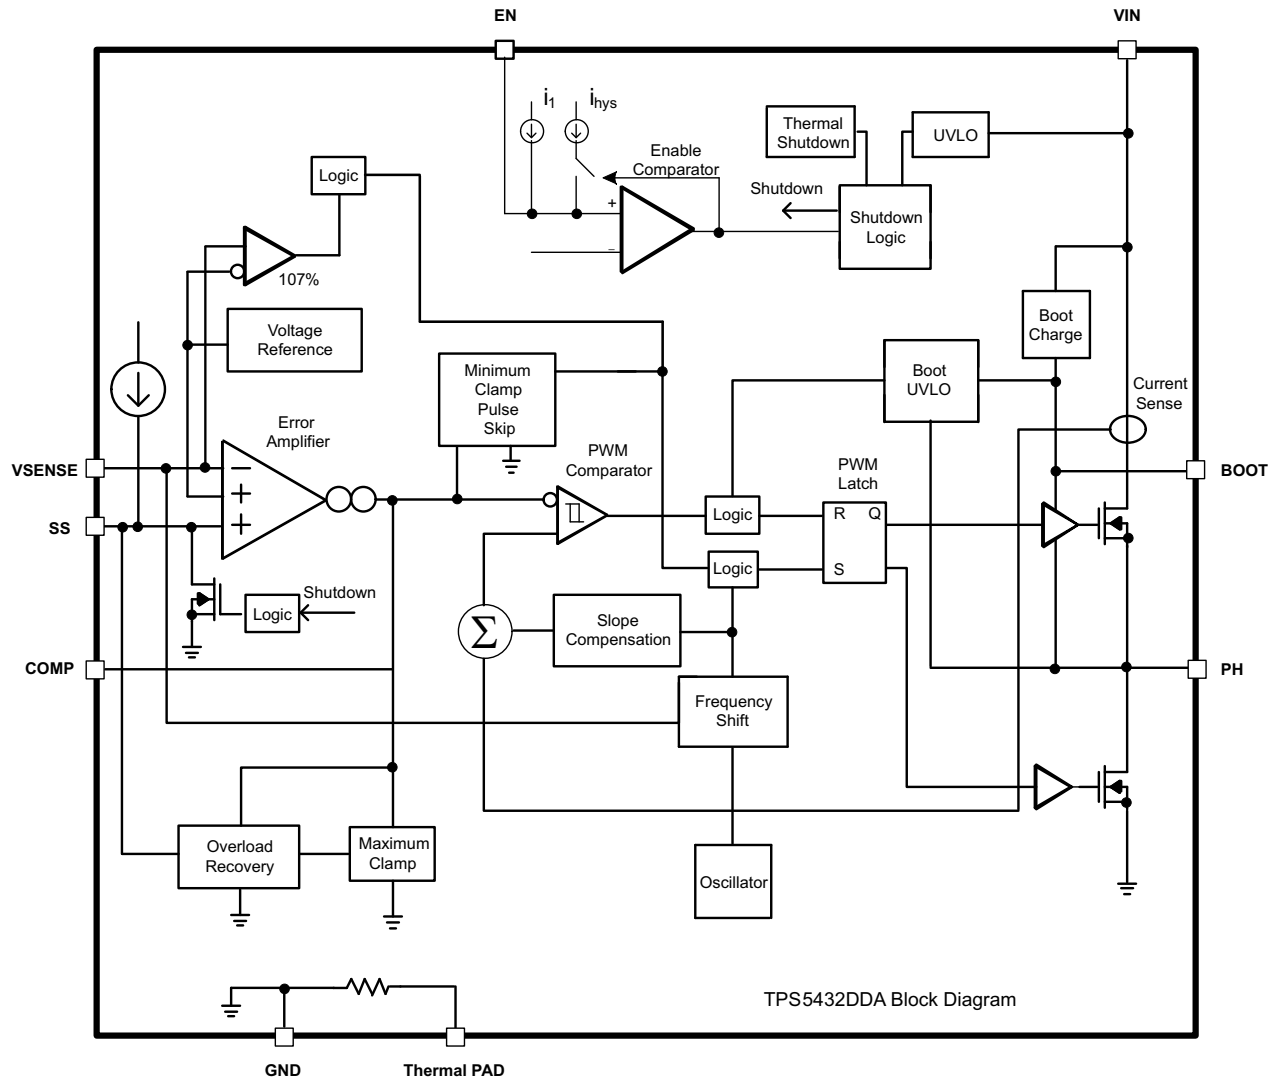 EN
VIN
i1
ihys
Enable
Comparator
Thermal
Shutdown
UVLO
Shutdown
Shutdown
Logic
+
−
Logic
107%
Voltage
Reference
Boot
Charge
Minimum
Clamp
Pulse
Skip
Boot
UVLO
Current
Sense
Error
Amplifier
PWM
Comparator
PWM
Latch
VSENSE
−
+
+
BOOT
SS
Logic
R Q
S
Logic
Shutdown
Logic
Σ
Slope
Compensation
COMP
PH
Frequency
Shift
Overload
Recovery
Maximum
Clamp
Oscillator
TPS5432DDA Block Diagram
GND
Thermal PAD